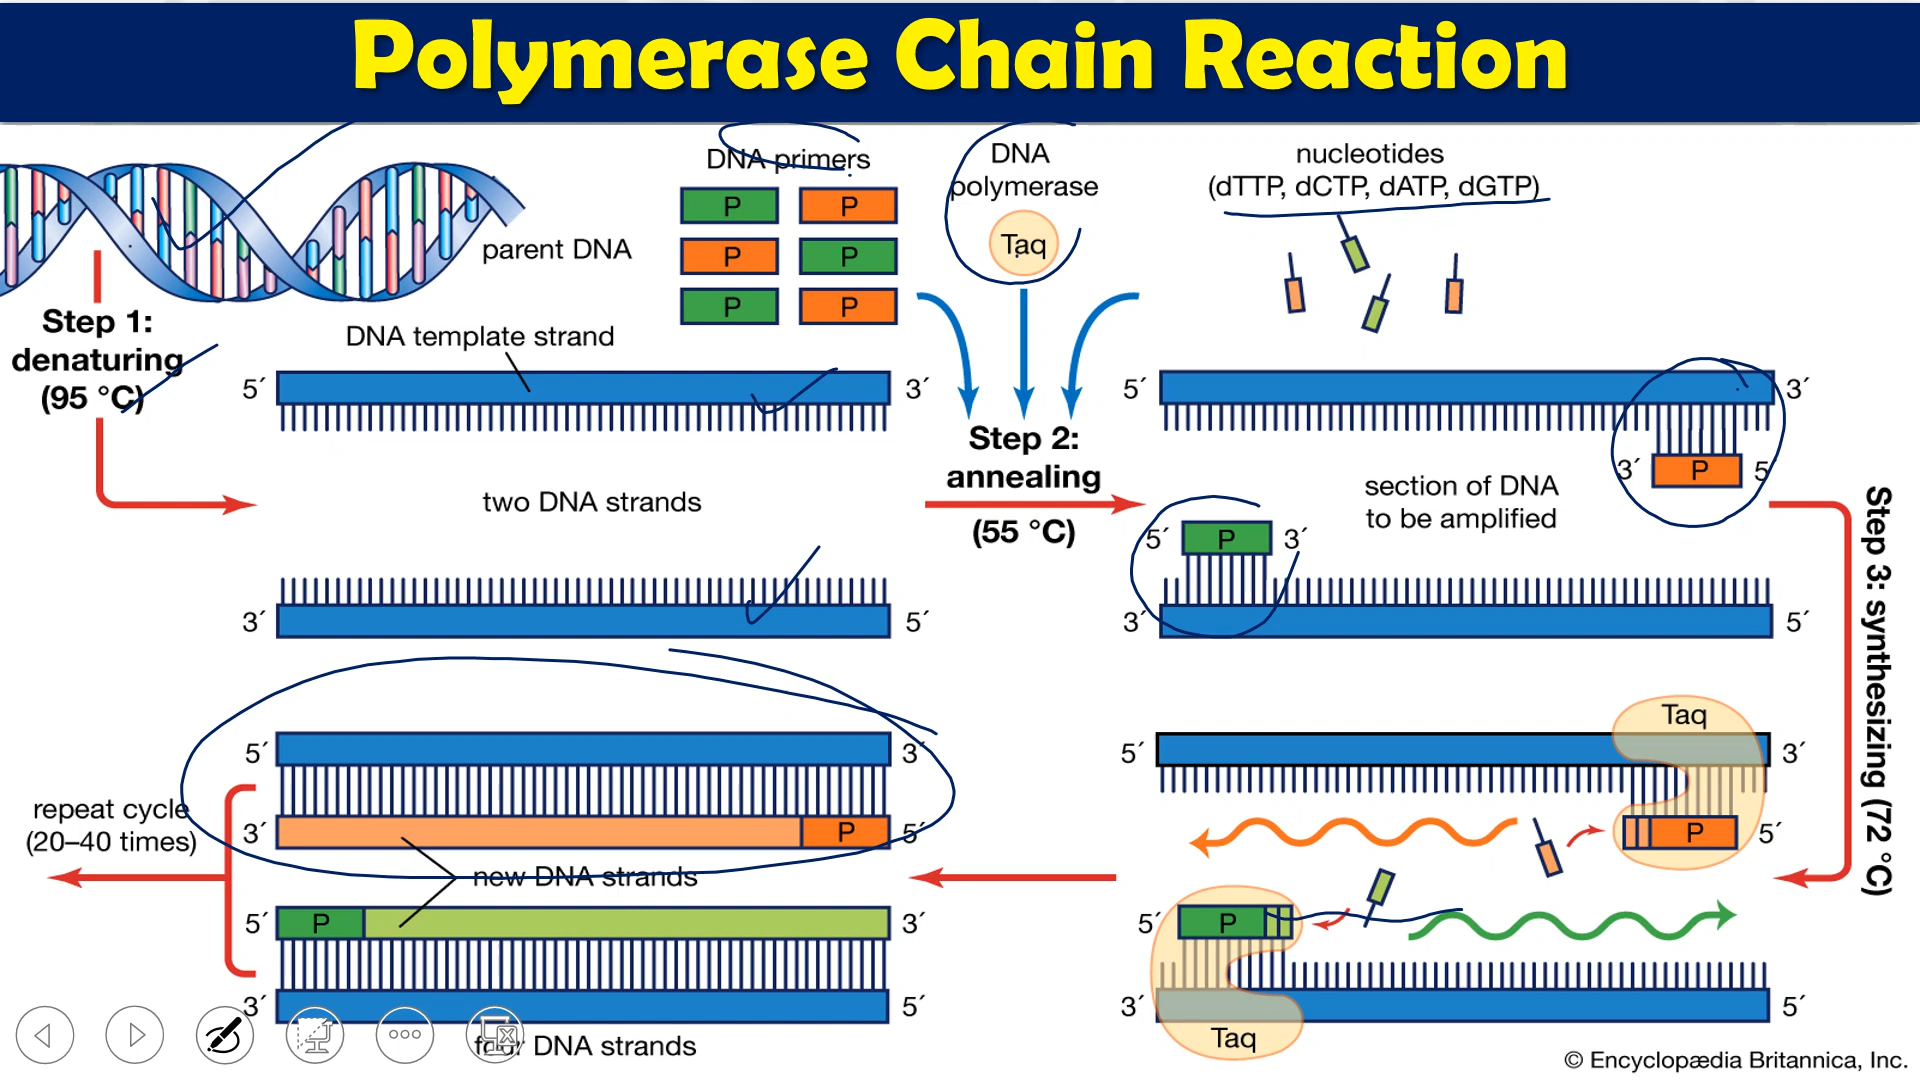 Polymerase Chain Reaction
DNA primers
P P
P P
P P
DNA
polymerase
Taq
nucleotides
(dTTP, dCTP, dATP, dGTP)
parent DNA
Step 1:
denaturing
(95 °C)
DNA template strand
5′ 3′
two DNA strands
3′ 5′
Step 2:
annealing
(55 °C)
5′ 3′
3′ P 5′
section of DNA
to be amplified
5′ P 3′
3′ 5′
Step 3: synthesizing (72 °C)
Taq
5′ 3′
P 5′
5′ P
3′ 5′
Taq
5′ 3′
3′ P 5′
new DNA strands
5′ P 3′
3′ 5′
four DNA strands
repeat cycle
(20–40 times)
© Encyclopædia Britannica, Inc.